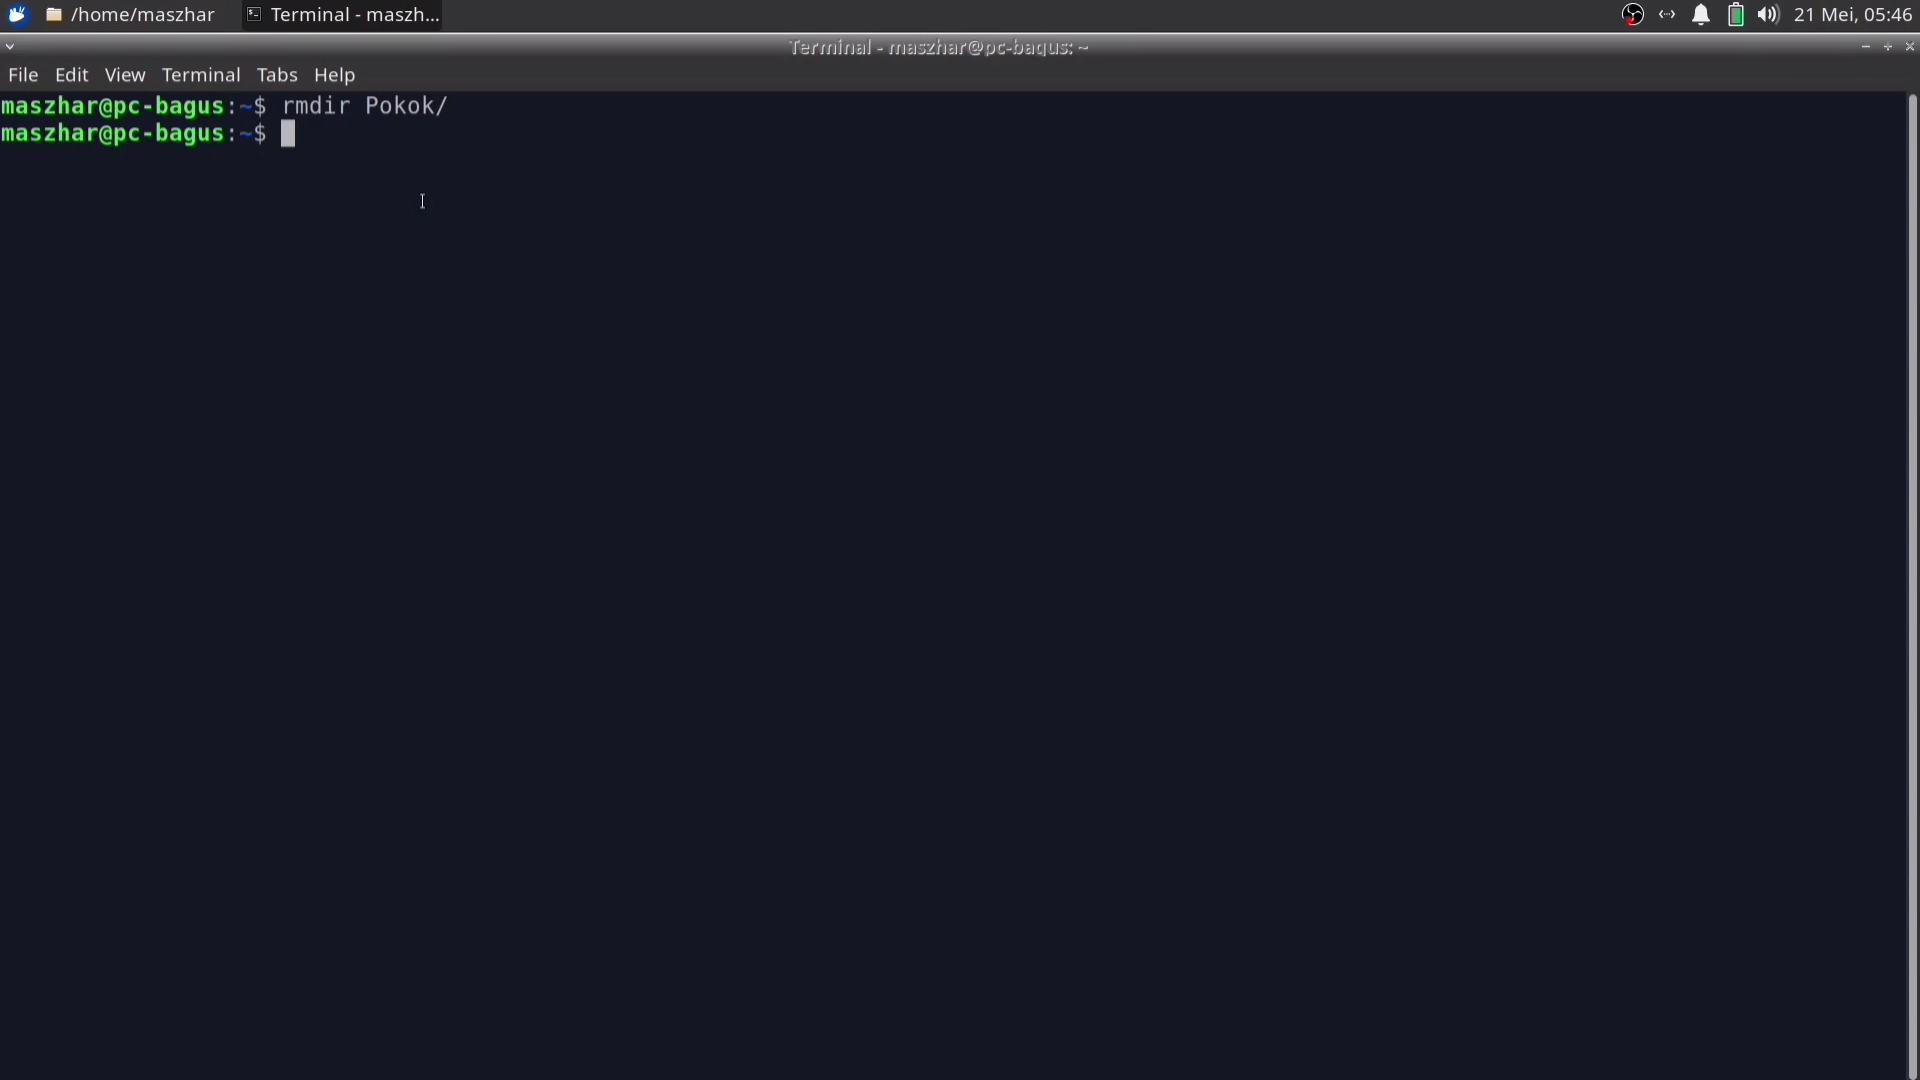 /home/maszhar Terminal - maszh... 21 Mei, 05:46
Terminal - maszhar@pc-bagus: ~
File Edit View Terminal Tabs Help
maszhar@pc-bagus:~$ rmdir Pokok/
maszhar@pc-bagus:~$